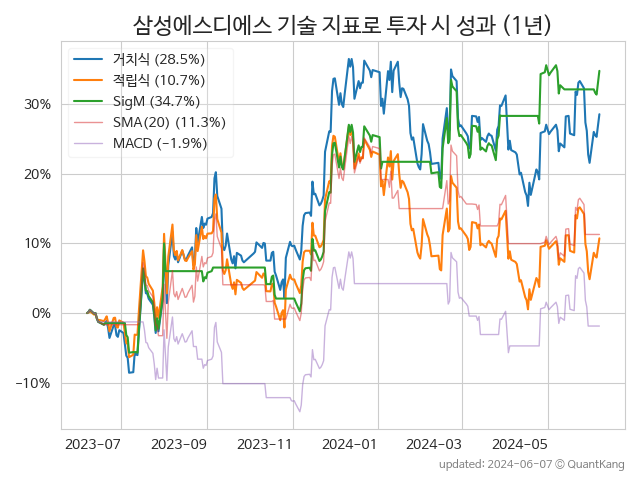 삼성에스디에스 기술 지표로 투자 시 성과 (1년)
거치식 (28.5%)
적립식 (10.7%)
SigM (34.7%)
SMA(20) (11.3%)
MACD (−1.9%)
30%
20%
10%
0%
−10%
2023-07 2023-09 2023-11 2024-01 2024-03 2024-05
updated: 2024-06-07 © QuantKang